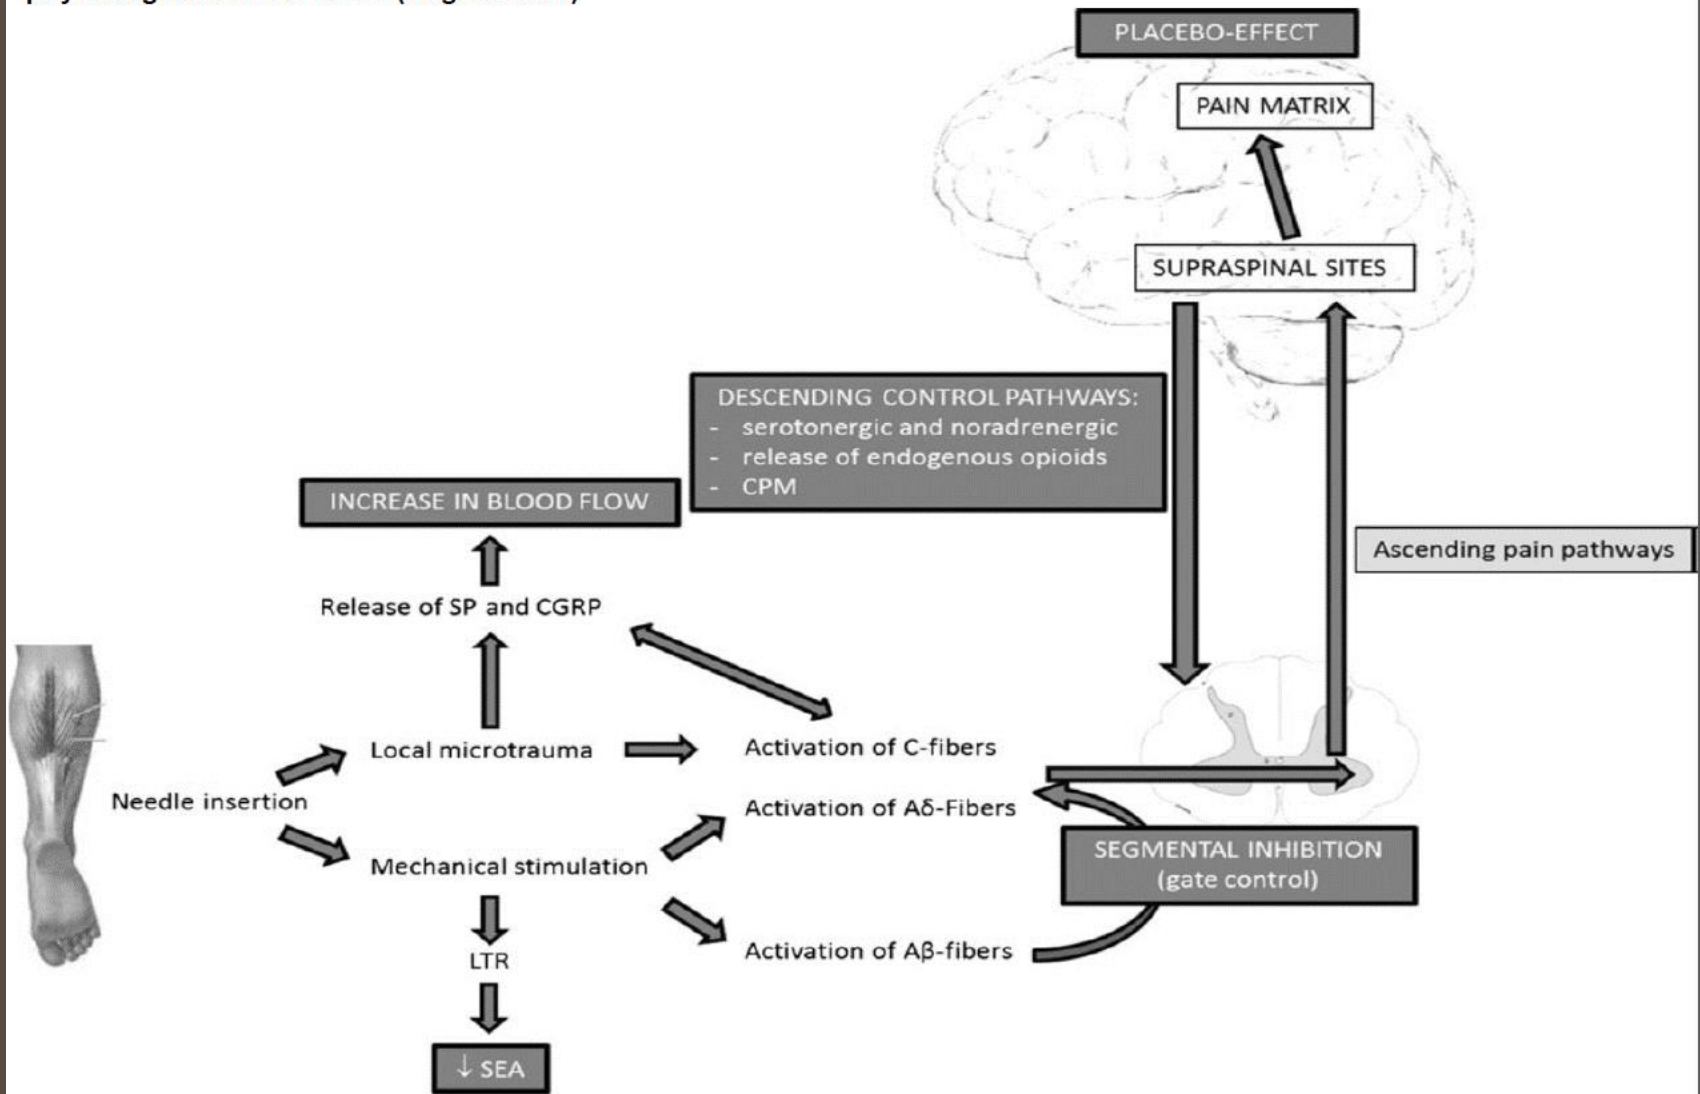 PLACEBO-EFFECT
PAIN MATRIX
SUPRASPINAL SITES
DESCENDING CONTROL PATHWAYS:
- serotonergic and noradrenergic
- release of endogenous opioids
- CPM
INCREASE IN BLOOD FLOW
Ascending pain pathways
Release of SP and CGRP
Local microtrauma
Activation of C-fibers
Needle insertion
Activation of Aδ-Fibers
Mechanical stimulation
SEGMENTAL INHIBITION
(gate control)
Activation of Aβ-fibers
LTR
↓ SEA